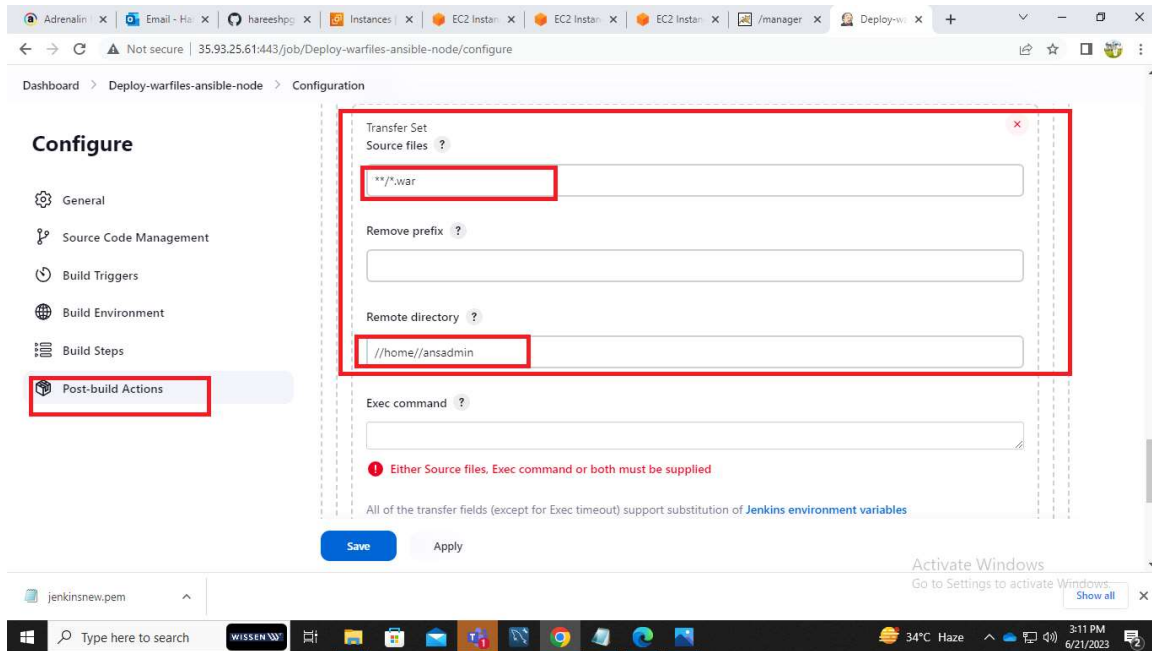 Adrenalin
Email - Ha
hareeshpg
Instances |
EC2 Instan
EC2 Instan
EC2 Instan
/manager
Deploy-w
Not secure | 35.93.25.61:443/job/Deploy-warfiles-ansible-node/configure
Dashboard > Deploy-warfiles-ansible-node > Configuration
Configure
General
Source Code Management
Build Triggers
Build Environment
Build Steps
Post-build Actions
Transfer Set
Source files ?
**/*.war
Remove prefix ?
Remote directory ?
//home//ansadmin
Exec command ?
Either Source files, Exec command or both must be supplied
All of the transfer fields (except for Exec timeout) support substitution of Jenkins environment variables
Save Apply
Activate Windows
Go to Settings to activate Windows.
jenkinsnew.pem
Show all
Type here to search
WISSEN
34°C Haze
3:11 PM
6/21/2023
2